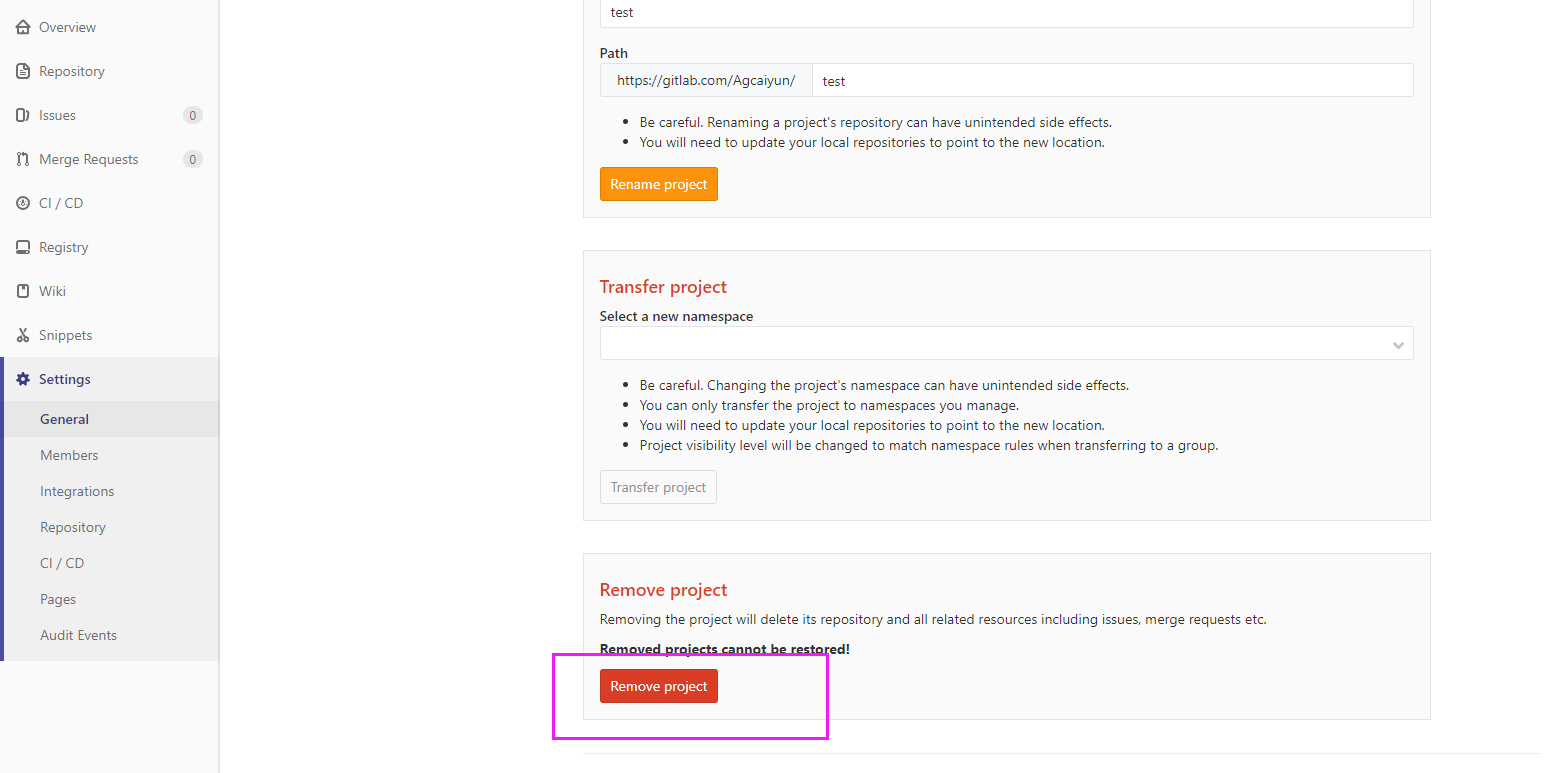 Overview
Repository
Issues 0
Merge Requests 0
CI / CD
Registry
Wiki
Snippets
Settings
General
Members
Integrations
Repository
CI / CD
Pages
Audit Events
test
Path
https://gitlab.com/Agcaiyun/ test
Be careful. Renaming a project's repository can have unintended side effects.
You will need to update your local repositories to point to the new location.
Rename project
Transfer project
Select a new namespace
Be careful. Changing the project's namespace can have unintended side effects.
You can only transfer the project to namespaces you manage.
You will need to update your local repositories to point to the new location.
Project visibility level will be changed to match namespace rules when transferring to a group.
Transfer project
Remove project
Removing the project will delete its repository and all related resources including issues, merge requests etc.
Removed projects cannot be restored!
Remove project